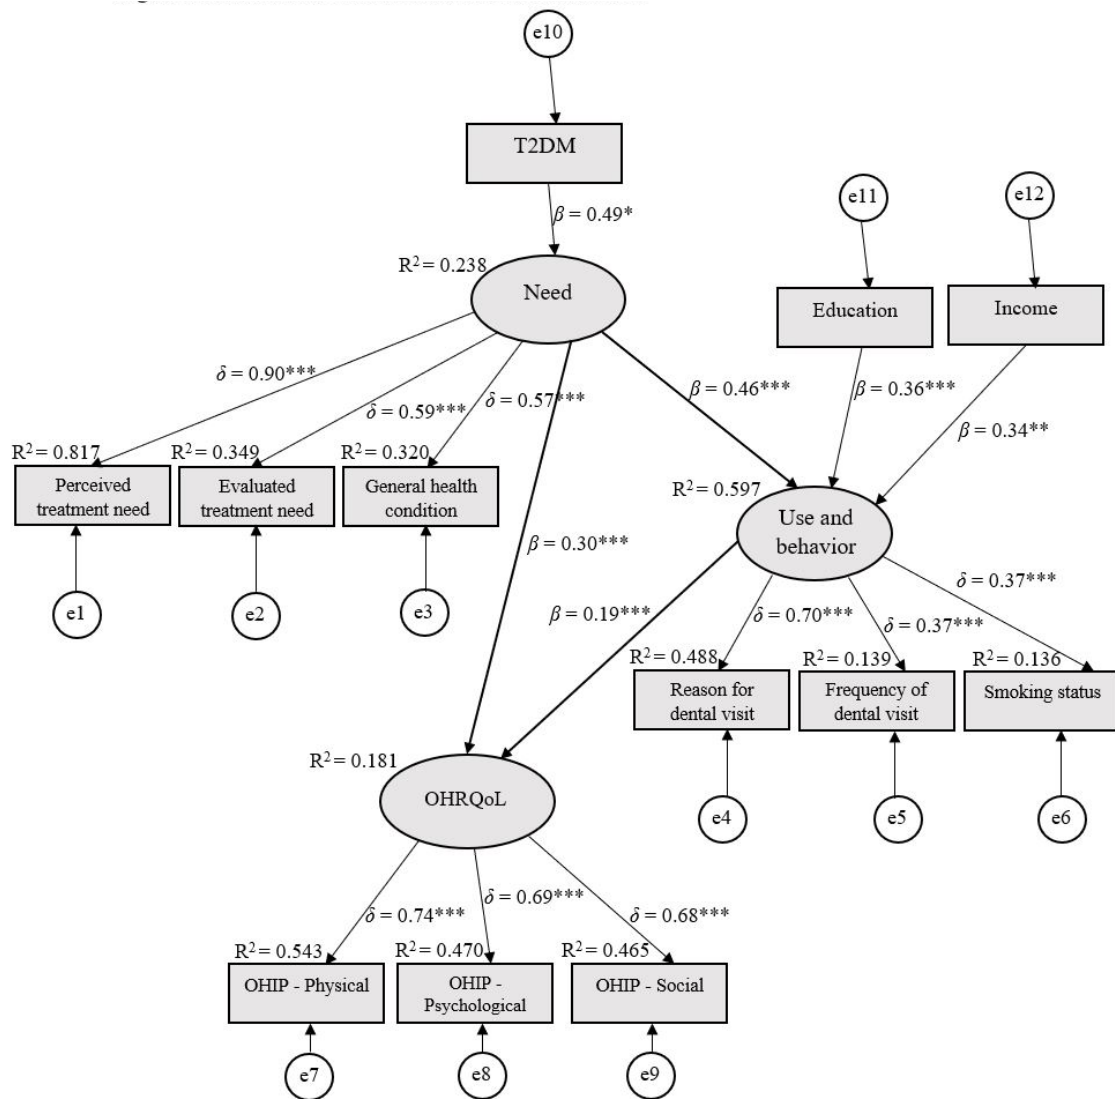 e10
T2DM
e11
e12
β = 0.49*
R² = 0.238
Need
Education
Income
δ = 0.90***
δ = 0.59***
δ = 0.57***
β = 0.46***
β = 0.36***
β = 0.34**
R² = 0.817
R² = 0.349
R² = 0.320
R² = 0.597
Perceived
treatment need
Evaluated
treatment need
General health
condition
Use and
behavior
e1
e2
e3
β = 0.30***
β = 0.19***
δ = 0.70***
δ = 0.37***
δ = 0.37***
R² = 0.488
R² = 0.139
R² = 0.136
Reason for
dental visit
Frequency of
dental visit
Smoking status
R² = 0.181
OHRQoL
e4
e5
e6
δ = 0.74***
δ = 0.69***
δ = 0.68***
R² = 0.543
R² = 0.470
R² = 0.465
OHIP - Physical
OHIP -
Psychological
OHIP - Social
e7
e8
e9